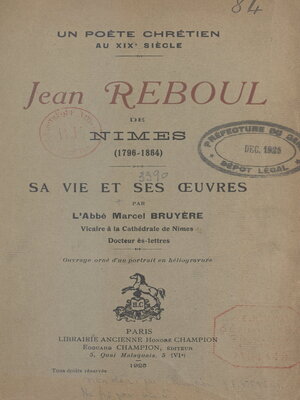 84
UN POÈTE CHRÉTIEN
AU XIXe SIÈCLE
Jean REBOUL
DE
NIMES
(1796-1864)
3390
SA VIE ET SES ŒUVRES
PAR
L'Abbé Marcel BRUYÈRE
Vicaire à la Cathédrale de Nimes
Docteur ès-lettres
Ouvrage orné d'un portrait en héliogravure
PARIS
LIBRAIRIE ANCIENNE HONORÉ CHAMPION
ÉDOUARD CHAMPION, ÉDITEUR
5, Quai Malaquais, 5 (VIe)
1925
Tous droits réservés
PRÉFECTURE DU
DEC. 1925
DÉPÔT LÉGAL